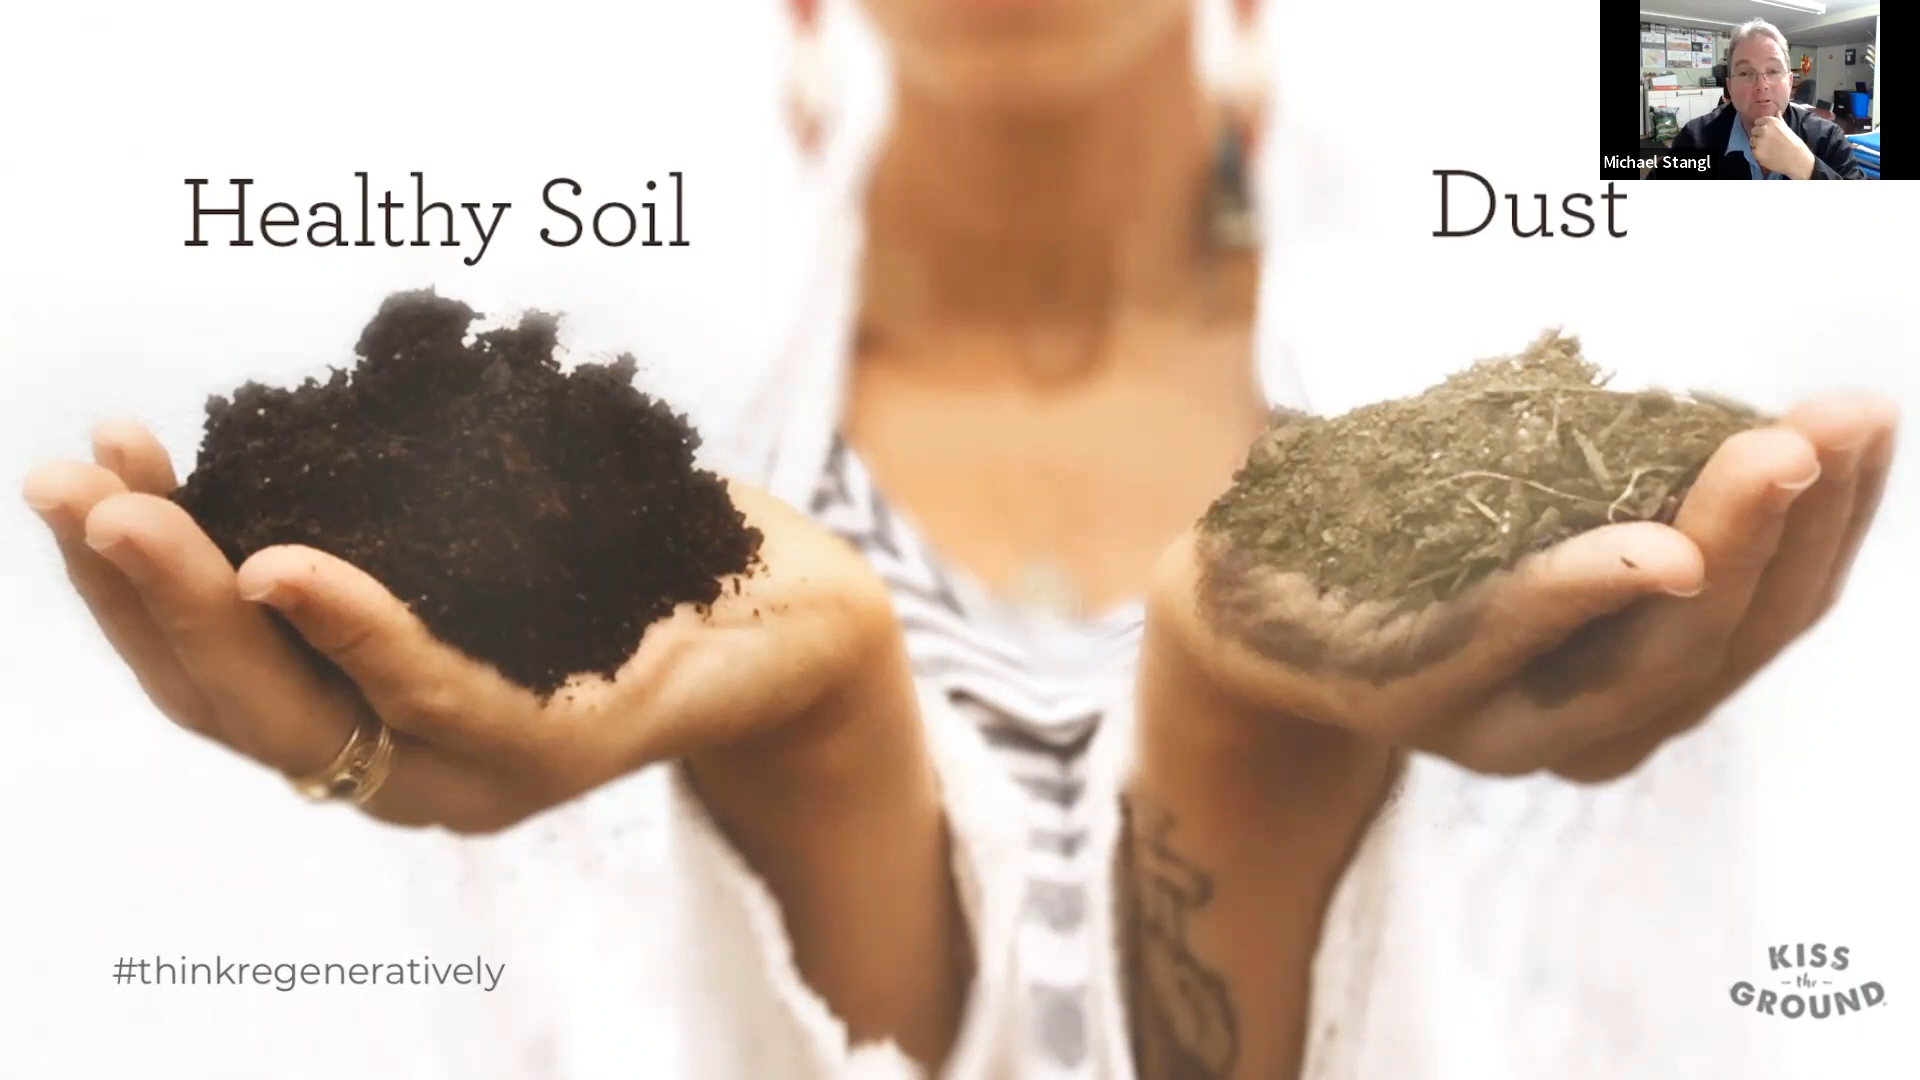 Healthy Soil
Dust
Michael Stangl
#thinkregeneratively
KISS
the
GROUND